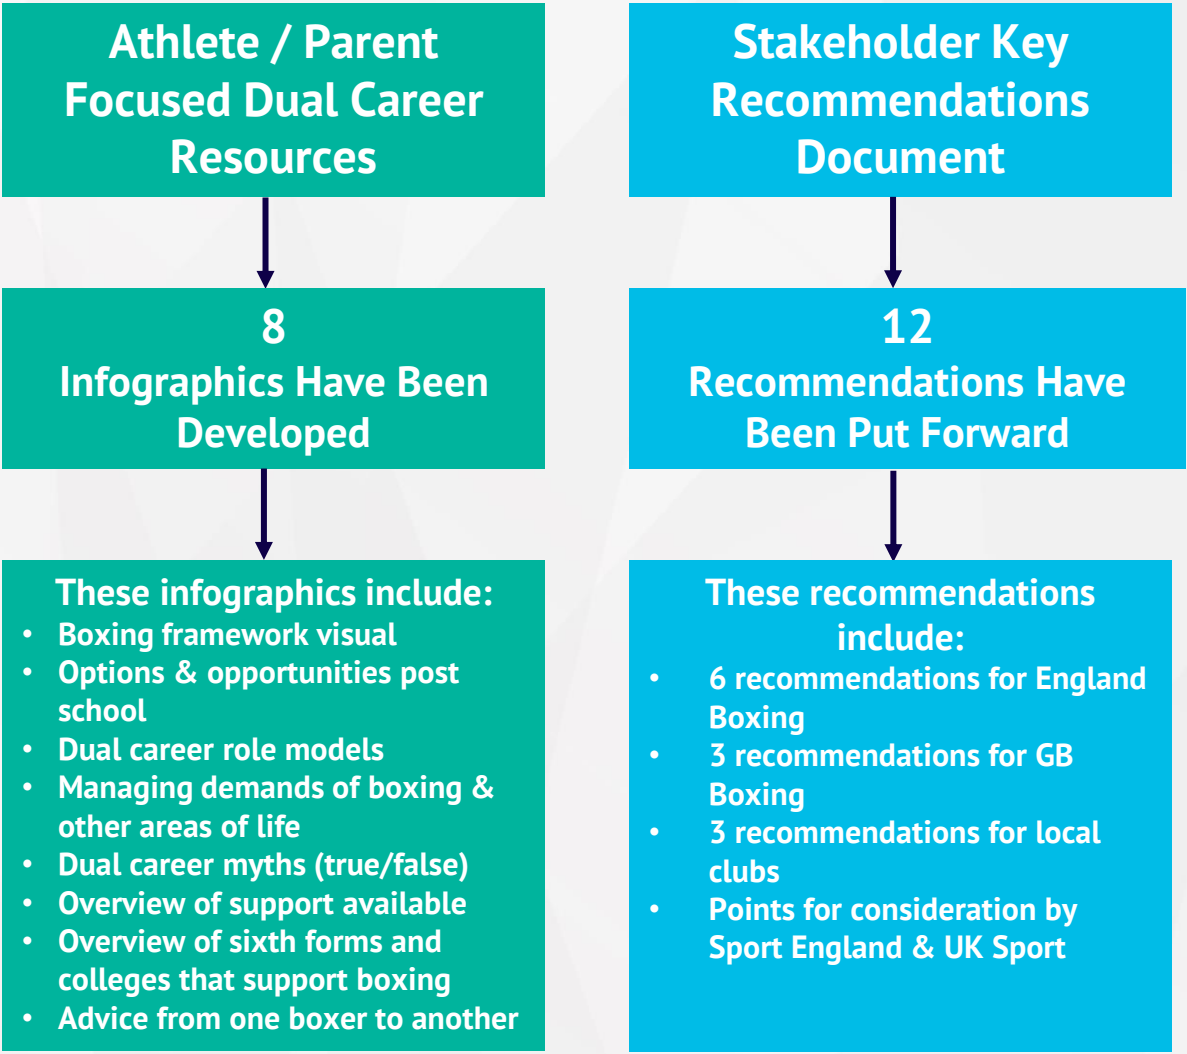 Athlete / Parent
Focused Dual Career
Resources
8
Infographics Have Been
Developed
These infographics include:
• Boxing framework visual
• Options & opportunities post
school
• Dual career role models
• Managing demands of boxing &
other areas of life
• Dual career myths (true/false)
• Overview of support available
• Overview of sixth forms and
colleges that support boxing
• Advice from one boxer to another
Stakeholder Key
Recommendations
Document
12
Recommendations Have
Been Put Forward
These recommendations
include:
• 6 recommendations for England
Boxing
• 3 recommendations for GB
Boxing
• 3 recommendations for local
clubs
• Points for consideration by
Sport England & UK Sport